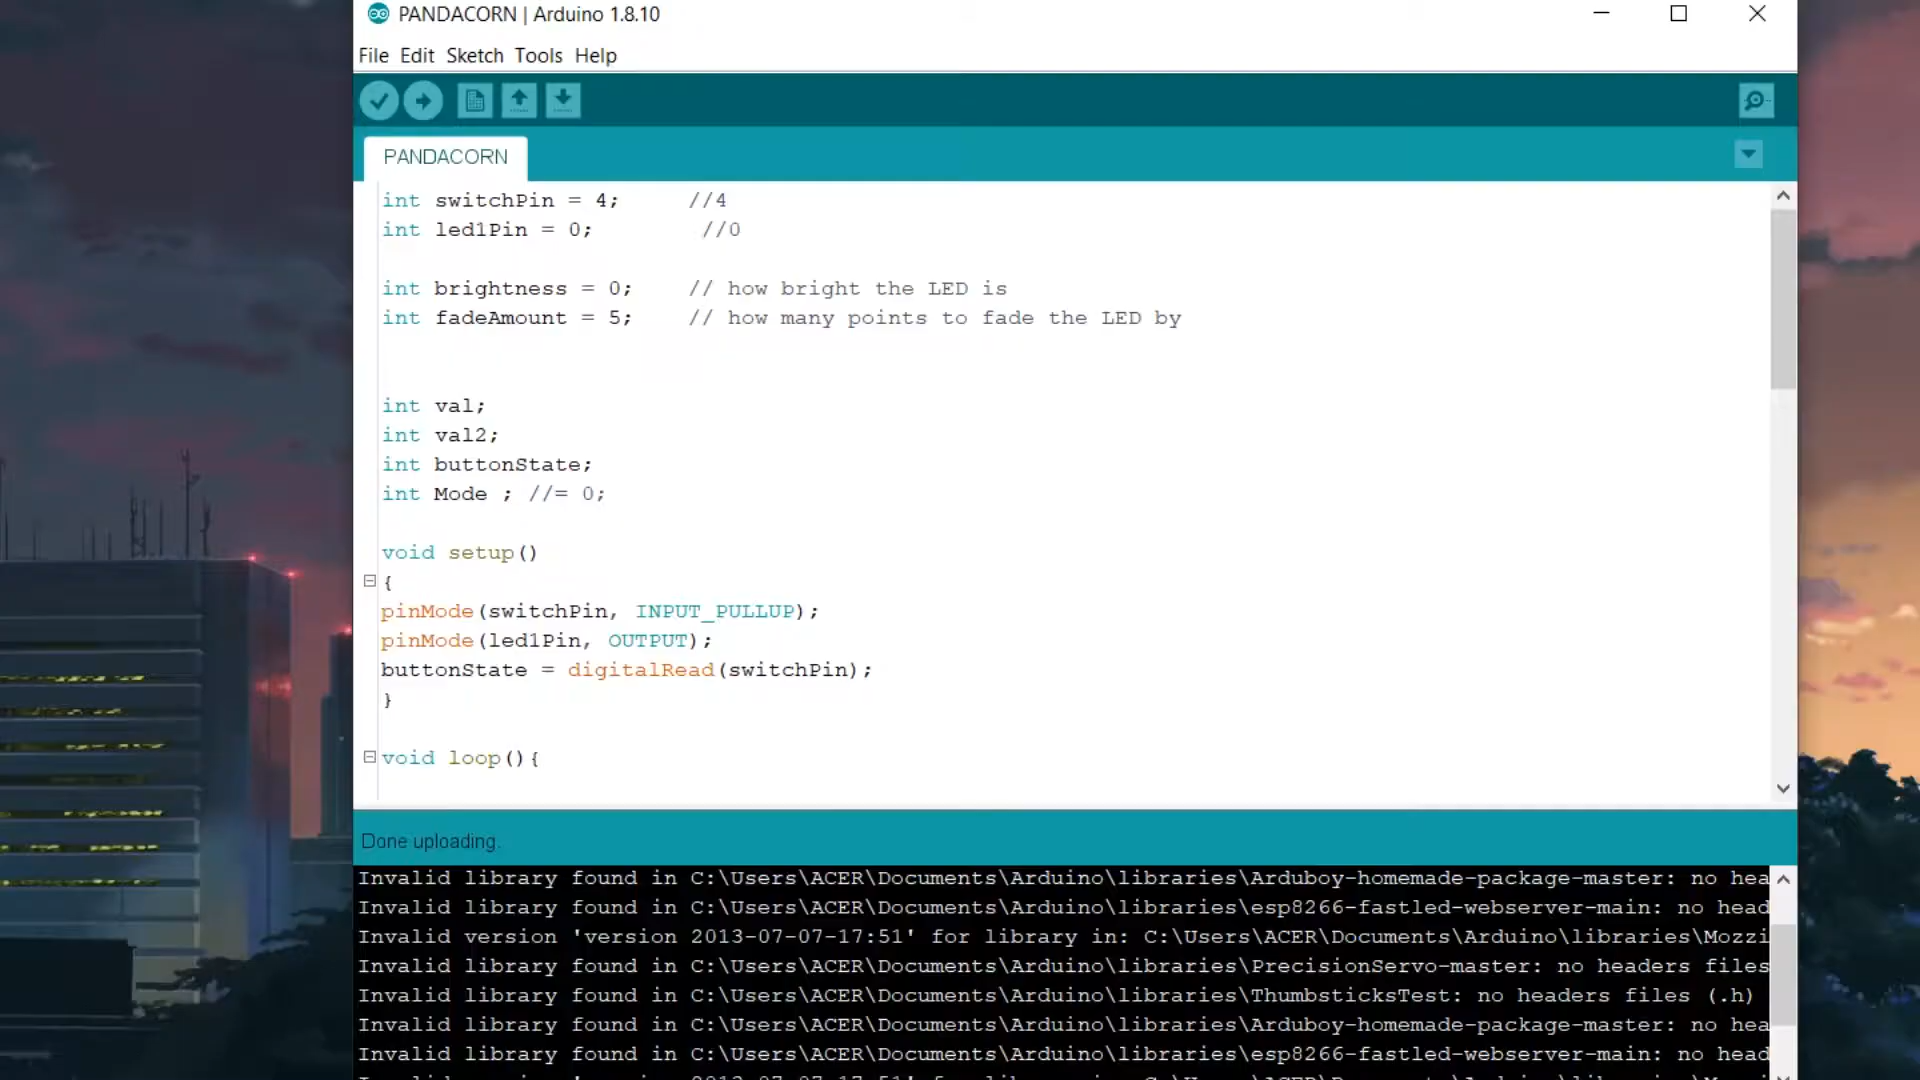 PANDACORN | Arduino 1.8.10
File Edit Sketch Tools Help
PANDACORN
int switchPin = 4; //4
int led1Pin = 0; //0
int brightness = 0; // how bright the LED is
int fadeAmount = 5; // how many points to fade the LED by
int val;
int val2;
int buttonState;
int Mode ; //= 0;
void setup()
{
pinMode(switchPin, INPUT_PULLUP);
pinMode(led1Pin, OUTPUT);
buttonState = digitalRead(switchPin);
}
void loop(){
Done uploading.
Invalid library found in C:\Users\ACER\Documents\Arduino\libraries\Arduboy-homemade-package-master: no hea
Invalid library found in C:\Users\ACER\Documents\Arduino\libraries\esp8266-fastled-webserver-main: no head
Invalid version 'version 2013-07-07-17:51' for library in: C:\Users\ACER\Documents\Arduino\libraries\Mozzi
Invalid library found in C:\Users\ACER\Documents\Arduino\libraries\PrecisionServo-master: no headers files
Invalid library found in C:\Users\ACER\Documents\Arduino\libraries\ThumbsticksTest: no headers files (.h)
Invalid library found in C:\Users\ACER\Documents\Arduino\libraries\Arduboy-homemade-package-master: no hea
Invalid library found in C:\Users\ACER\Documents\Arduino\libraries\esp8266-fastled-webserver-main: no head